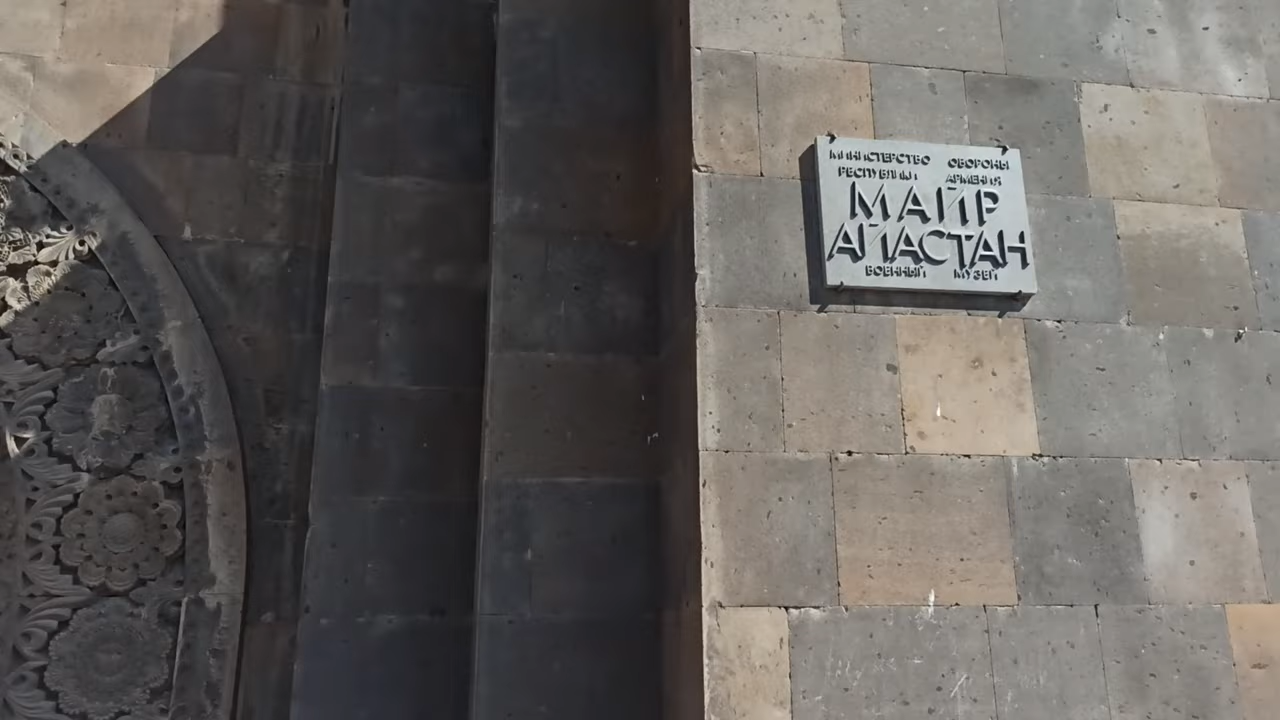 МИНИСТЕРСТВО ОБОРОНЫ
РЕСПУБЛИКИ АРМЕНИЯ
МАЙР
АЙАСТАН
ВОЕННЫЙ МУЗЕЙ